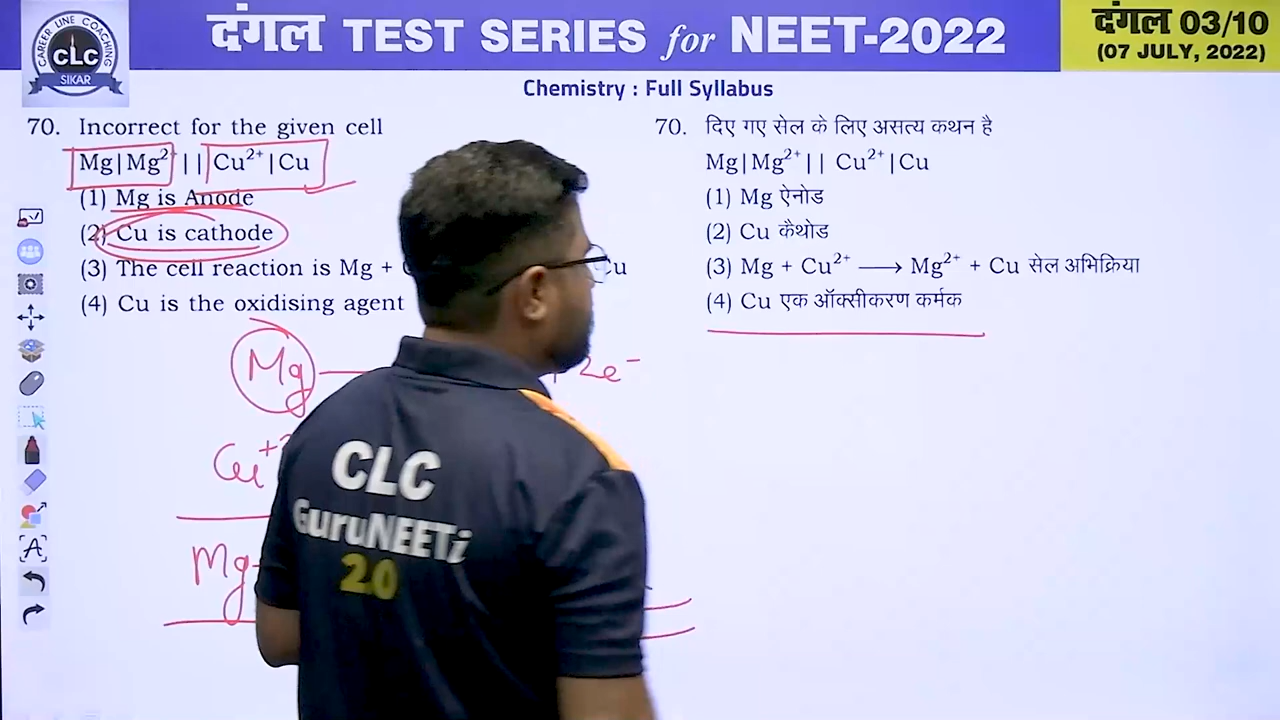 दंगल TEST SERIES for NEET-2022
दंगल 03/10
(07 JULY, 2022)
CAREER LINE COACHING
CLC
SIKAR
Chemistry : Full Syllabus
70. Incorrect for the given cell
Mg|Mg²⁺|| Cu²⁺|Cu
(1) Mg is Anode
(2) Cu is cathode
(3) The cell reaction is Mg +
(4) Cu is the oxidising agent
Mg
2e⁻
Cu⁺²
Mg
70. दिए गए सेल के लिए असत्य कथन है
Mg|Mg²⁺|| Cu²⁺|Cu
(1) Mg ऐनोड
(2) Cu कैथोड
(3) Mg + Cu²⁺ ⟶ Mg²⁺ + Cu सेल अभिक्रिया
(4) Cu एक ऑक्सीकरण कर्मक
CLC
GuruNEETi
2.0
A